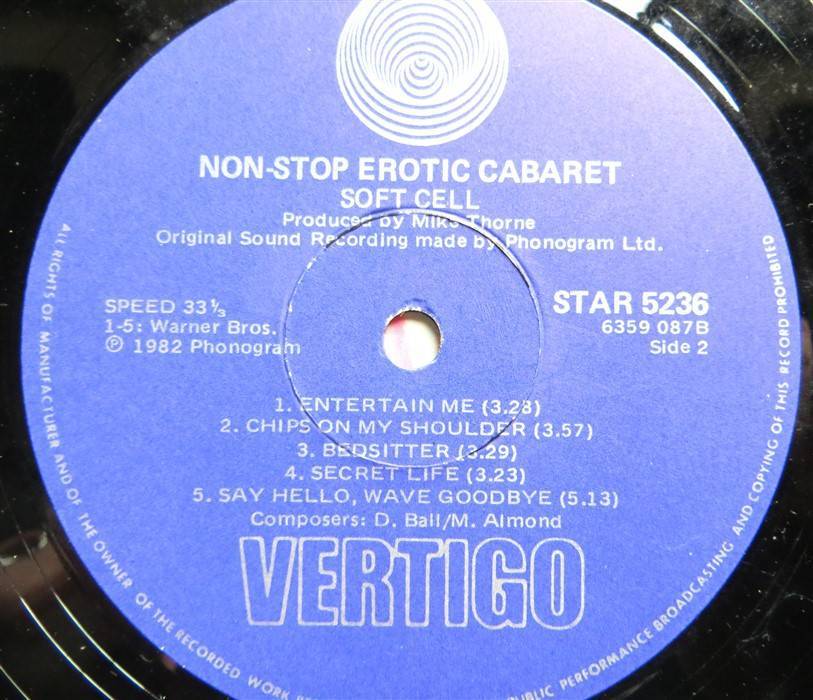 NON-STOP EROTIC CABARET
SOFT CELL
Produced by Mike Thorne
Original Sound Recording made by Phonogram Ltd.
SPEED 33⅓
1-5: Warner Bros.
℗ 1982 Phonogram
STAR 5236
6359 087B
Side 2
1. ENTERTAIN ME (3.28)
2. CHIPS ON MY SHOULDER (3.57)
3. BEDSITTER (3.29)
4. SECRET LIFE (3.23)
5. SAY HELLO, WAVE GOODBYE (5.13)
Composers: D. Ball/M. Almond
VERTIGO
ALL RIGHTS OF MANUFACTURER AND OF THE OWNER OF THE RECORDED WORK
PUBLIC PERFORMANCE BROADCASTING AND COPYING OF THIS RECORD PROHIBITED